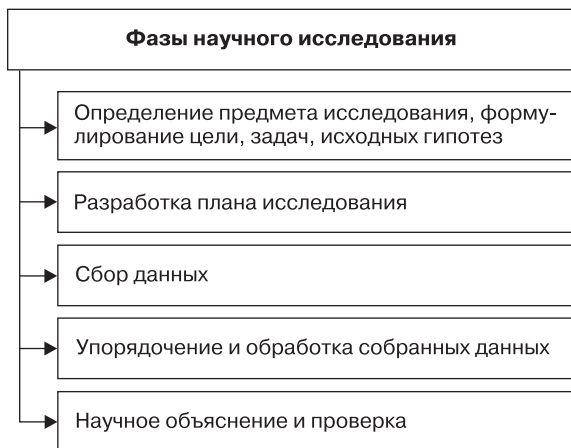 Фазы научного исследования
Определение предмета исследования, форму-
лирование цели, задач, исходных гипотез
Разработка плана исследования
Сбор данных
Упорядочение и обработка собранных данных
Научное объяснение и проверка